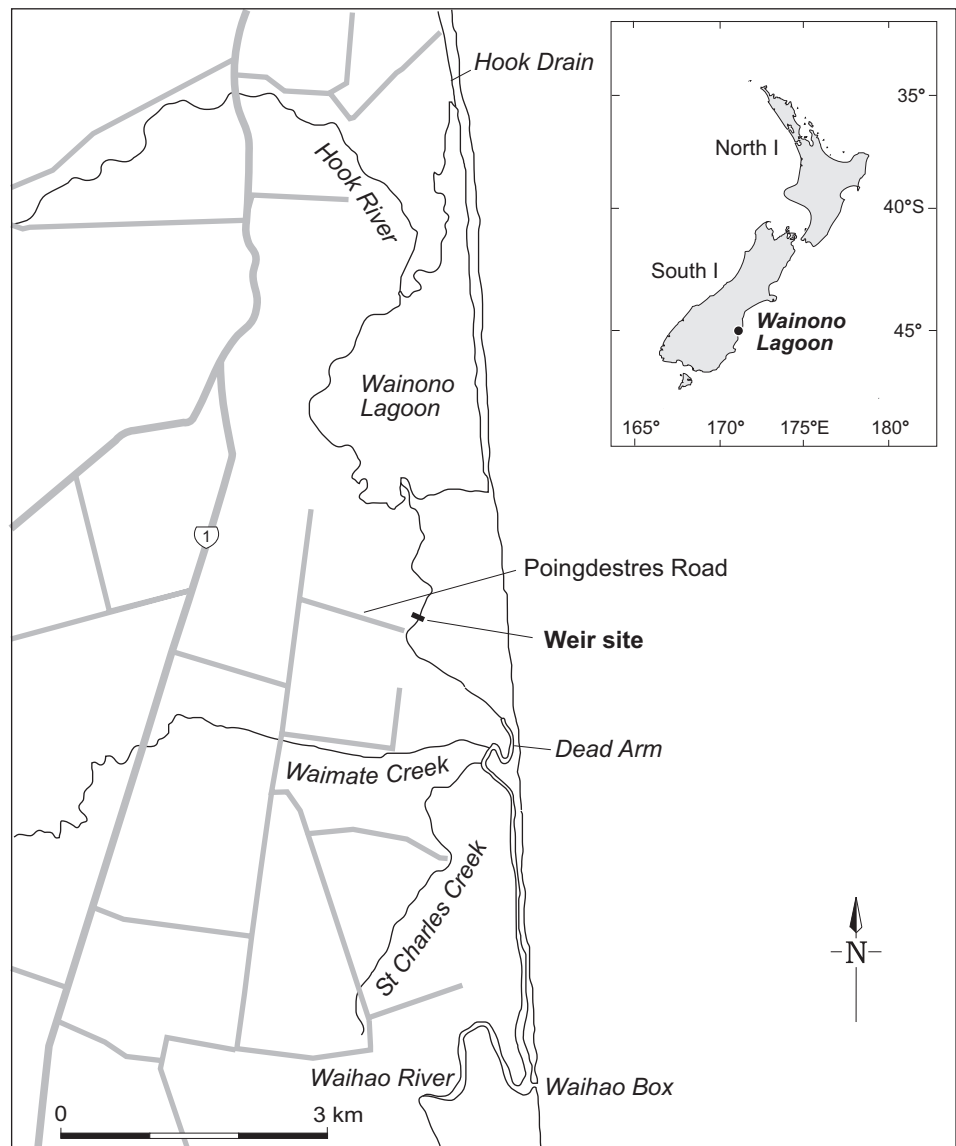 Hook Drain
Hook River
Wainono
Lagoon
1
Poingdestres Road
Weir site
Dead Arm
Waimate Creek
St Charles Creek
Waihao River
Waihao Box
0
3 km
N
35°
North I
40°S
South I
Wainono
Lagoon
45°
165°
170°
175°E
180°